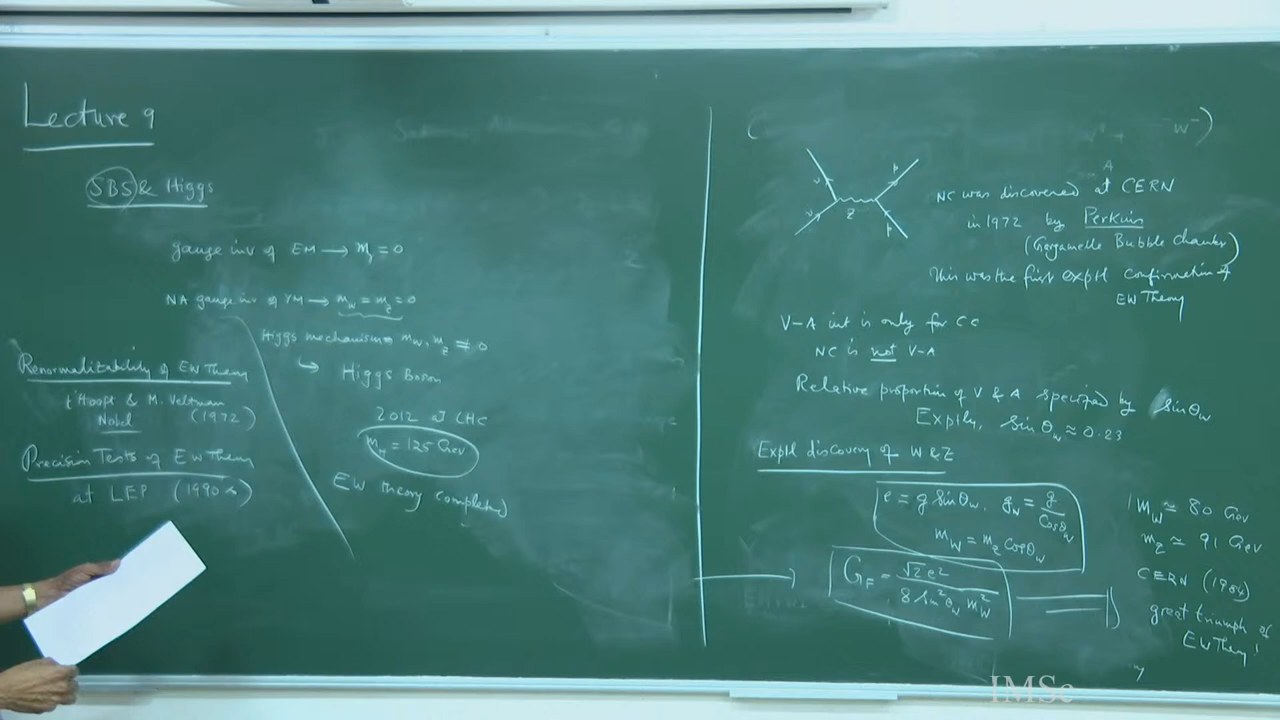 Lecture 9
SBS & Higgs
gauge inv of EM → m_γ = 0
NA gauge inv of YM → m_W = m_Z = 0
Higgs mechanism → m_W, m_Z ≠ 0
↳ Higgs Boson
2012 at LHC
m_H = 125 GeV
EW theory completed
Renormalizability of EW Theory
t'Hooft & M. Veltman
Nobel (1972)
Precision Tests of EW Theory
at LEP (1990s)
( W⁻)
ν μ
Z
ν μ
NC was discovered at CERN
in 1972 by Perkins
(Gargamelle Bubble chamber)
This was the first exptl confirmation of
EW Theory
V–A int is only for CC
NC is not V–A
Relative proportion of V & A specified by sin θ_W
Exptly, sin θ_W ≈ 0.23
Exptl discovery of W & Z
e = g sin θ_W, g_N = g / cos θ_W
m_W = m_Z cos θ_W
G_F = √2 e² / 8 sin² θ_W m_W²
m_W ≃ 80 GeV
m_Z ≃ 91 GeV
CERN (1984)
great triumph of
EW Theory!
IMSc